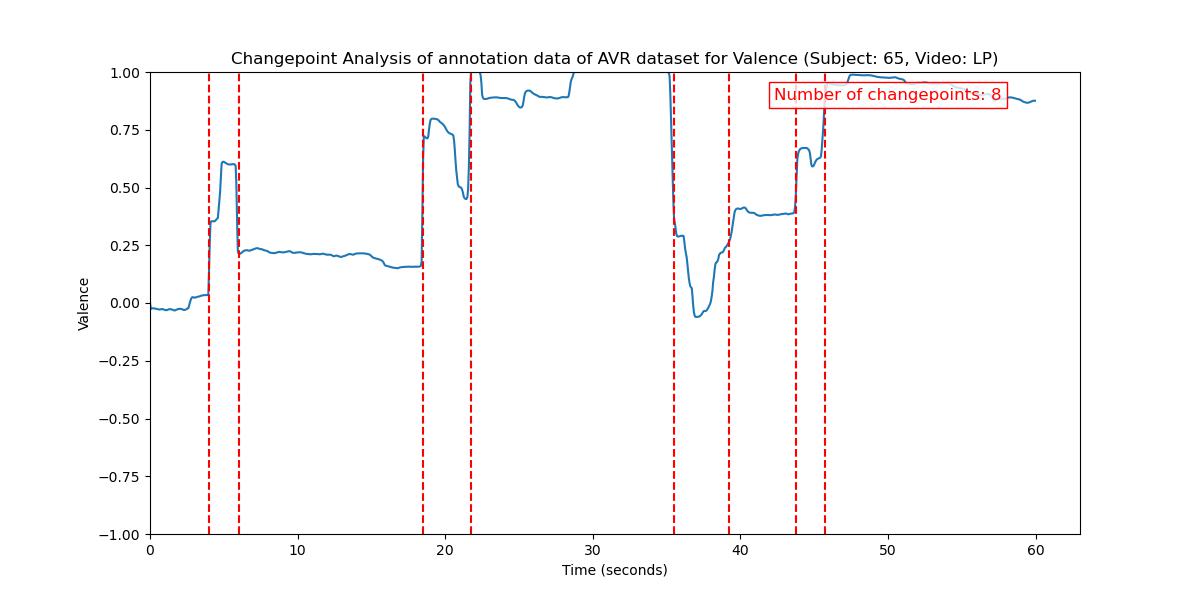 Changepoint Analysis of annotation data of AVR dataset for Valence (Subject: 65, Video: LP)
Number of changepoints: 8
Valence
1.00
0.75
0.50
0.25
0.00
−0.25
−0.50
−0.75
−1.00
0 10 20 30 40 50 60
Time (seconds)